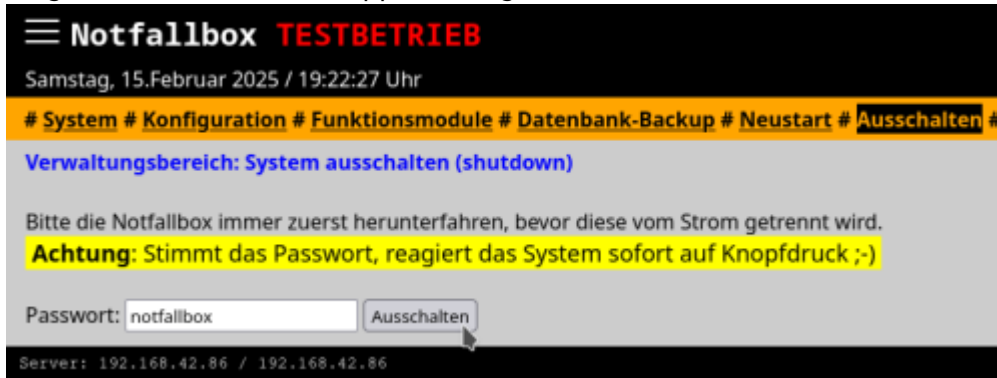 Notfallbox TESTBETRIEB
Samstag, 15.Februar 2025 / 19:22:27 Uhr
# System # Konfiguration # Funktionsmodule # Datenbank-Backup # Neustart # Ausschalten #
Verwaltungsbereich: System ausschalten (shutdown)
Bitte die Notfallbox immer zuerst herunterfahren, bevor diese vom Strom getrennt wird.
Achtung: Stimmt das Passwort, reagiert das System sofort auf Knopfdruck ;-)
Passwort: notfallbox Ausschalten
Server: 192.168.42.86 / 192.168.42.86